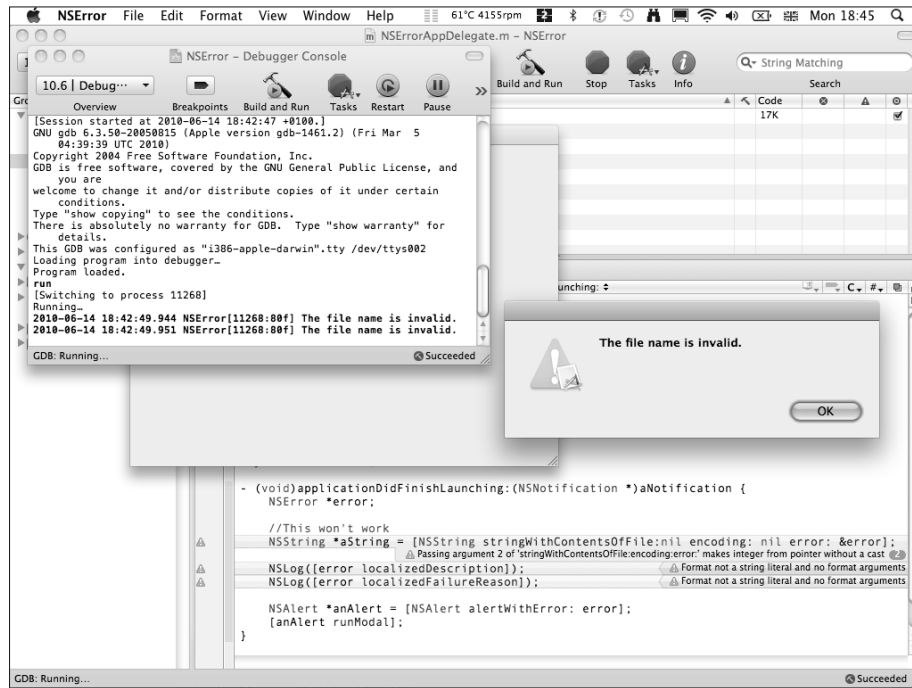 NSError File Edit Format View Window Help 61°C 4155rpm Mon 18:45
NSErrorAppDelegate.m – NSError
NSError – Debugger Console
10.6 | Debug···
Overview Breakpoints Build and Run Tasks Restart Pause
Build and Run Stop Tasks Info
String Matching
Search
Code
17K
[Session started at 2010-06-14 18:42:47 +0100.]
GNU gdb 6.3.50-20050815 (Apple version gdb-1461.2) (Fri Mar 5
04:39:39 UTC 2010)
Copyright 2004 Free Software Foundation, Inc.
GDB is free software, covered by the GNU General Public License, and
you are
welcome to change it and/or distribute copies of it under certain
conditions.
Type "show copying" to see the conditions.
There is absolutely no warranty for GDB. Type "show warranty" for
details.
This GDB was configured as "i386-apple-darwin".tty /dev/ttys002
Loading program into debugger…
Program loaded.
run
[Switching to process 11268]
Running…
2010-06-14 18:42:49.944 NSError[11268:80f] The file name is invalid.
2010-06-14 18:42:49.951 NSError[11268:80f] The file name is invalid.
GDB: Running... Succeeded
C #
The file name is invalid.
OK
- (void)applicationDidFinishLaunching:(NSNotification *)aNotification {
NSError *error;
//This won't work
NSString *aString = [NSString stringWithContentsOfFile:nil encoding: nil error: &error];
Passing argument 2 of 'stringWithContentsOfFile:encoding:error:' makes integer from pointer without a cast 2
NSLog([error localizedDescription]);
Format not a string literal and no format arguments
NSLog([error localizedFailureReason]);
Format not a string literal and no format arguments
NSAlert *anAlert = [NSAlert alertWithError: error];
[anAlert runModal];
}
GDB: Running... Succeeded